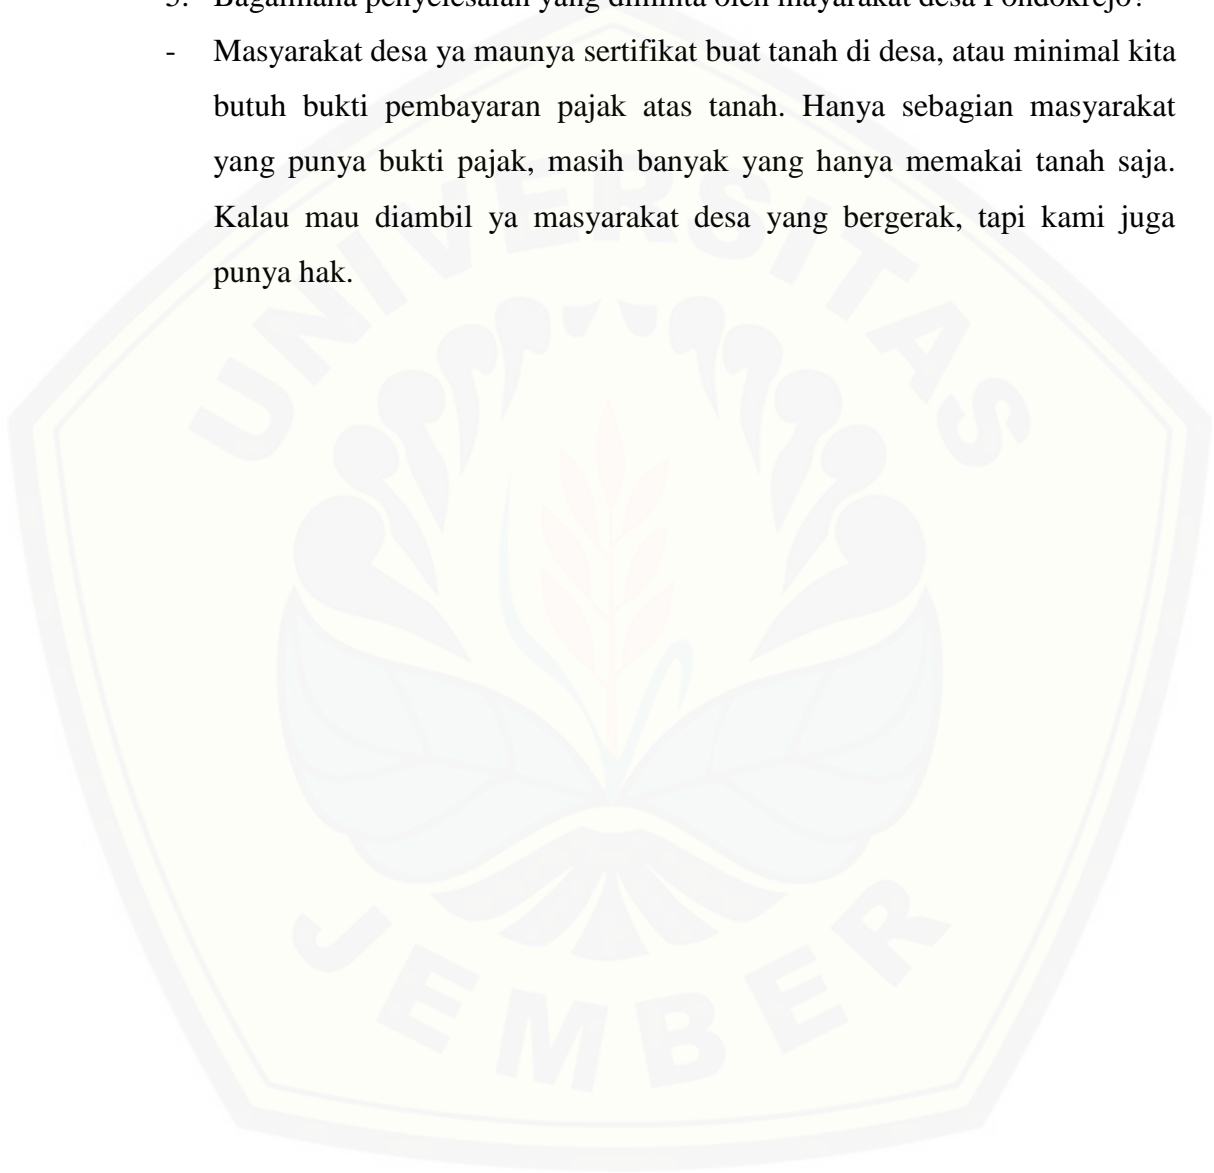 5. Bagaimana penyelesaian yang diminta oleh mayarakat desa Pondokrejo?
- Masyarakat desa ya maunya sertifikat buat tanah di desa, atau minimal kita
butuh bukti pembayaran pajak atas tanah. Hanya sebagian masyarakat
yang punya bukti pajak, masih banyak yang hanya memakai tanah saja.
Kalau mau diambil ya masyarakat desa yang bergerak, tapi kami juga
punya hak.
UNIVERSITAS
JEMBER